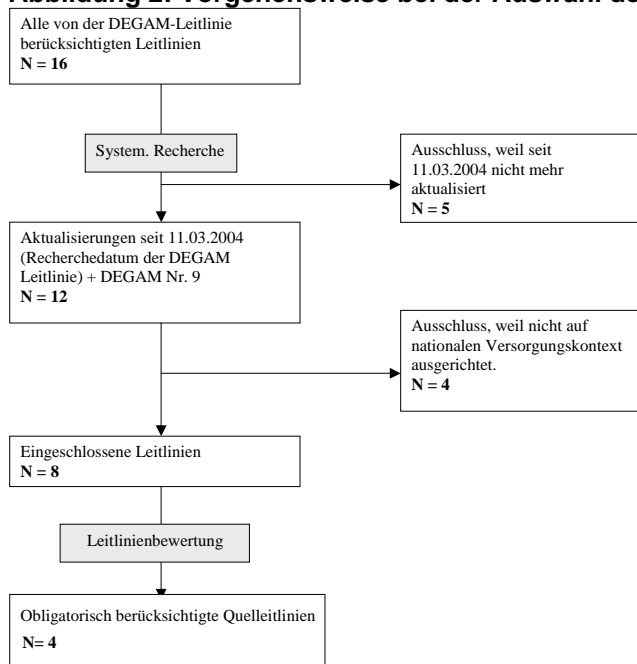 Alle von der DEGAM-Leitlinie
berücksichtigten Leitlinien
N = 16
System. Recherche
Ausschluss, weil seit
11.03.2004 nicht mehr
aktualisiert
N = 5
Aktualisierungen seit 11.03.2004
(Recherchedatum der DEGAM
Leitlinie) + DEGAM Nr. 9
N = 12
Ausschluss, weil nicht auf
nationalen Versorgungskontext
ausgerichtet.
N = 4
Eingeschlossene Leitlinien
N = 8
Leitlinienbewertung
Obligatorisch berücksichtigte Quelleitlinien
N= 4